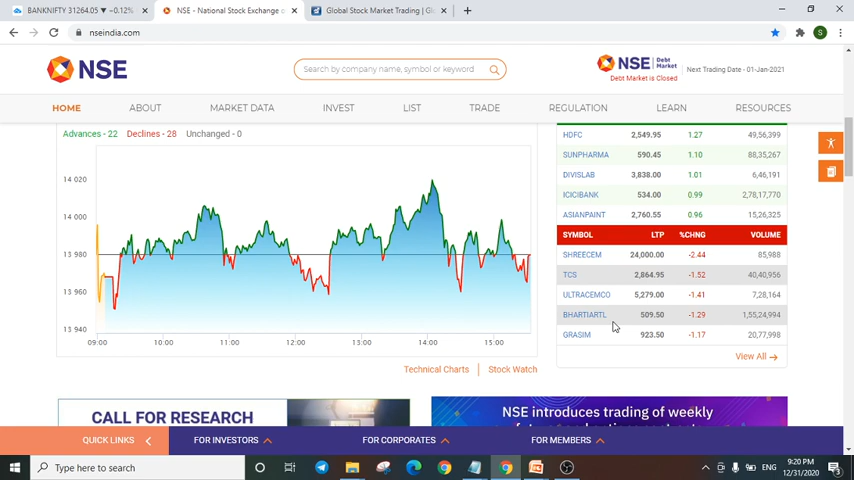 BANKNIFTY 31264.05 ▼ −0.12%
NSE - National Stock Exchange o
Global Stock Market Trading | Gl
nseindia.com
S
NSE
Search by company name, symbol or keyword
NSE Debt Market
Debt Market is Closed
Next Trading Date - 01-Jan-2021
HOME ABOUT MARKET DATA INVEST LIST TRADE REGULATION LEARN RESOURCES
Advances - 22 Declines - 28 Unchanged - 0
14 020
14 000
13 980
13 960
13 940
09:00 10:00 11:00 12:00 13:00 14:00 15:00
HDFC 2,549.95 1.27 49,56,399
SUNPHARMA 590.45 1.10 88,35,267
DIVISLAB 3,838.00 1.01 6,46,191
ICICIBANK 534.00 0.99 2,78,17,770
ASIANPAINT 2,760.55 0.96 15,26,325
SYMBOL LTP %CHNG VOLUME
SHREECEM 24,000.00 -2.44 85,988
TCS 2,864.95 -1.52 40,40,956
ULTRACEMCO 5,279.00 -1.41 7,28,164
BHARTIARTL 509.50 -1.29 1,55,24,994
GRASIM 923.50 -1.17 20,77,998
View All →
Technical Charts | Stock Watch
CALL FOR RESEARCH
NSE introduces trading of weekly
QUICK LINKS FOR INVESTORS FOR CORPORATES FOR MEMBERS
Type here to search
ENG
9:20 PM
12/31/2020
3